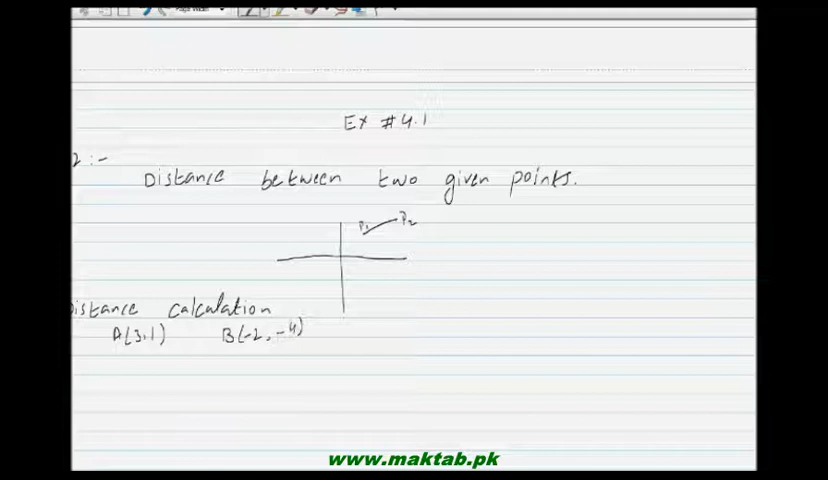 Ex # 4.1
2 :-
Distance between two given points.
P1 P2
Distance calculation
A(3,1) B(-2, -4)
www.maktab.pk